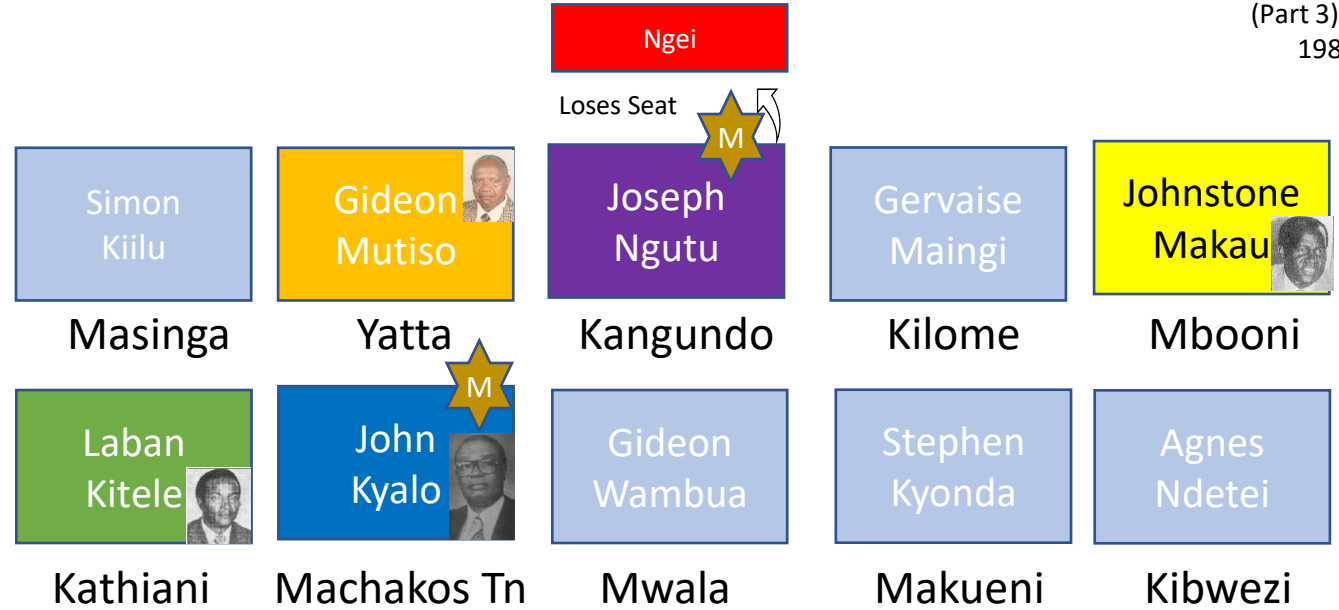 (Part 3)
198
Ngei
Loses Seat
M
Simon
Kiilu
Gideon
Mutiso
Joseph
Ngutu
Gervaise
Maingi
Johnstone
Makau
Masinga
Yatta
Kangundo
Kilome
Mbooni
M
Laban
Kitele
John
Kyalo
Gideon
Wambua
Stephen
Kyonda
Agnes
Ndetei
Kathiani
Machakos Tn
Mwala
Makueni
Kibwezi